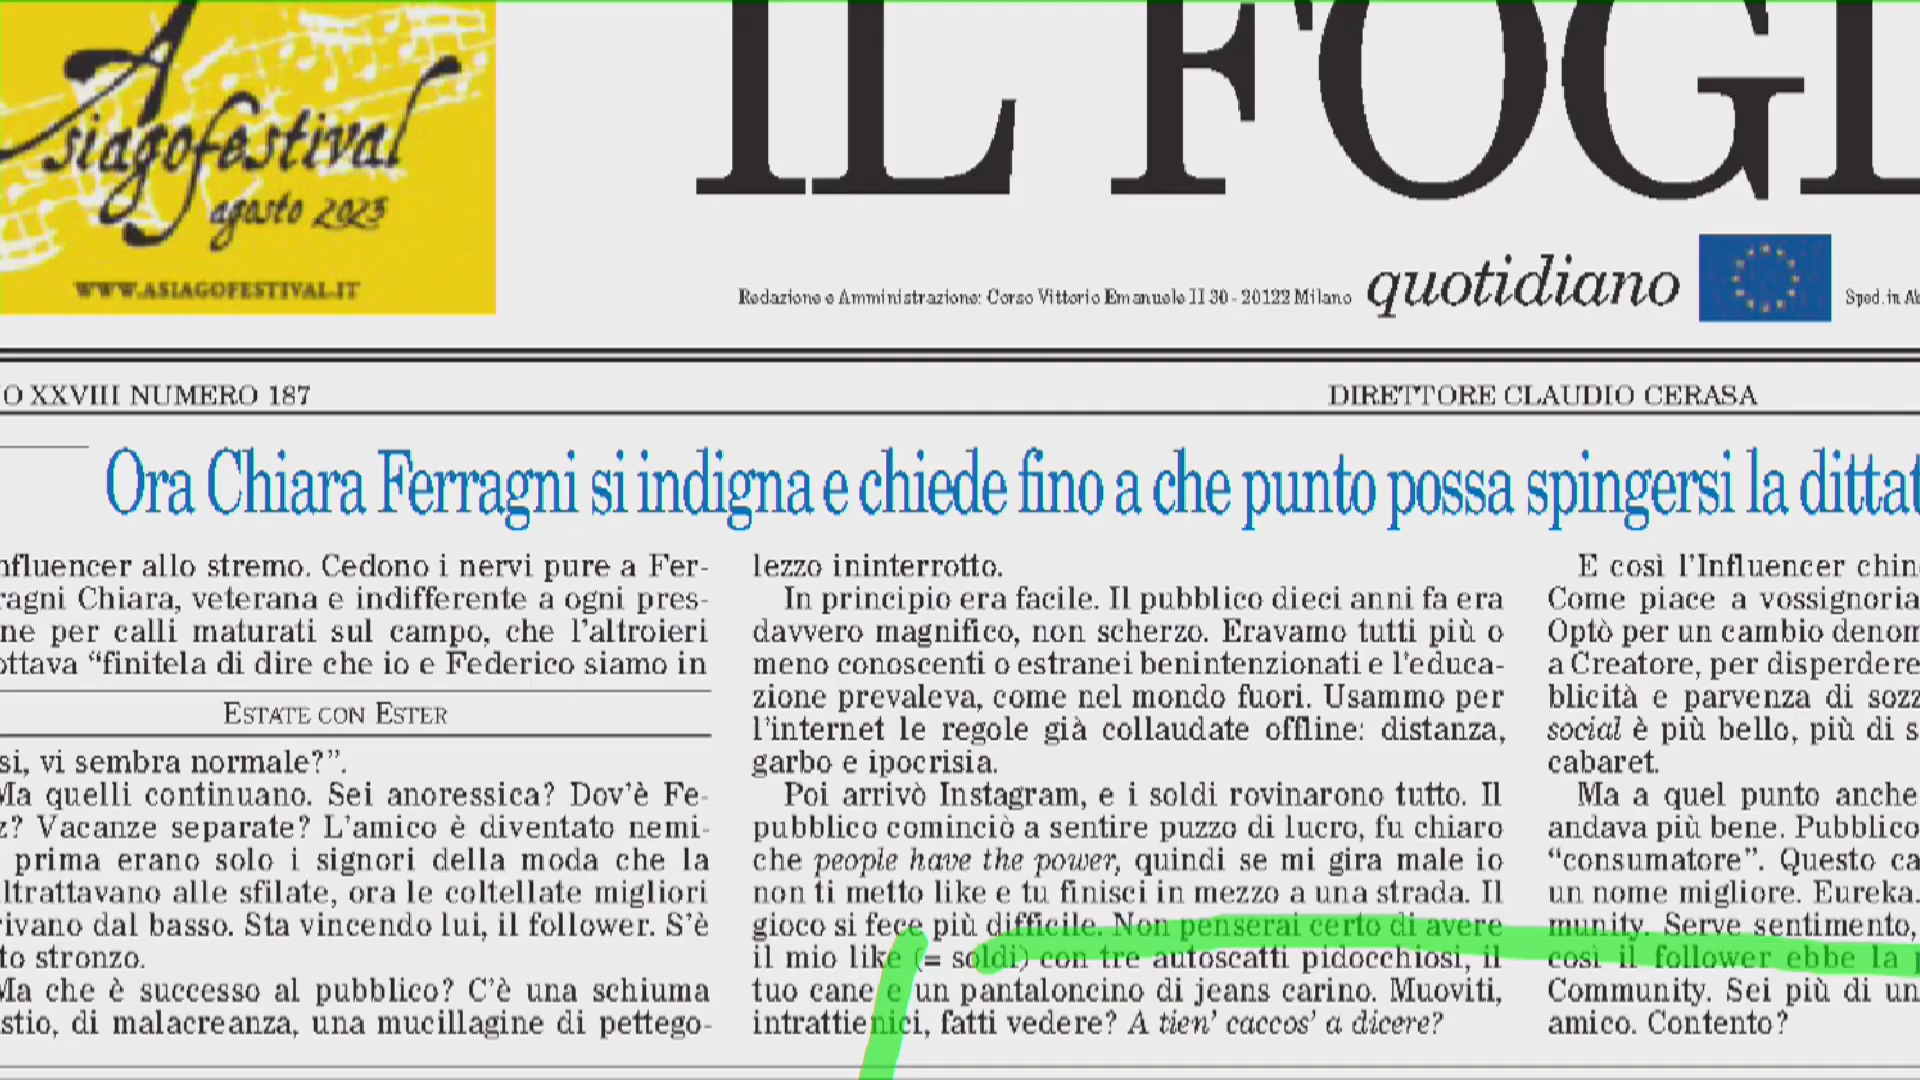 Asiagofestival
agosto 2023
WWW.ASIAGOFESTIVAL.IT
IL FOGL
quotidiano
Redazione e Amministrazione: Corso Vittorio Emanuele II 30 - 20122 Milano
Sped. in
O XXVIII NUMERO 187
DIRETTORE CLAUDIO CERASA
Ora Chiara Ferragni si indigna e chiede fino a che punto possa spingersi la dittat
nfluencer allo stremo. Cedono i nervi pure a Fer-
ragni Chiara, veterana e indifferente a ogni pres-
ne per calli maturati sul campo, che l'altroieri
ottava “finitela di dire che io e Federico siamo in
ESTATE CON ESTER
si, vi sembra normale?”.
Ma quelli continuano. Sei anoressica? Dov'è Fe-
z? Vacanze separate? L'amico è diventato nemi-
prima erano solo i signori della moda che la
ltrattavano alle sfilate, ora le coltellate migliori
rivano dal basso. Sta vincendo lui, il follower. S'è
to stronzo.
Ma che è successo al pubblico? C'è una schiuma
stio, di malacreanza, una mucillagine di pettego-
lezzo ininterrotto.
In principio era facile. Il pubblico dieci anni fa era
davvero magnifico, non scherzo. Eravamo tutti più o
meno conoscenti o estranei benintenzionati e l'educa-
zione prevaleva, come nel mondo fuori. Usammo per
l'internet le regole già collaudate offline: distanza,
garbo e ipocrisia.
Poi arrivò Instagram, e i soldi rovinarono tutto. Il
pubblico cominciò a sentire puzzo di lucro, fu chiaro
che people have the power, quindi se mi gira male io
non ti metto like e tu finisci in mezzo a una strada. Il
gioco si fece più difficile. Non penserai certo di avere
il mio like (= soldi) con tre autoscatti pidocchiosi, il
tuo cane e un pantaloncino di jeans carino. Muoviti,
intrattienici, fatti vedere? A tien' caccos' a dicere?
E così l'Influencer chin
Come piace a vossignoria
Optò per un cambio denom
a Creatore, per disperdere
blicità e parvenza di sozz
social è più bello, più di s
cabaret.
Ma a quel punto anche
andava più bene. Pubblico
“consumatore”. Questo ca
un nome migliore. Eureka.
munity. Serve sentimento,
così il follower ebbe la p
Community. Sei più di un
amico. Contento?